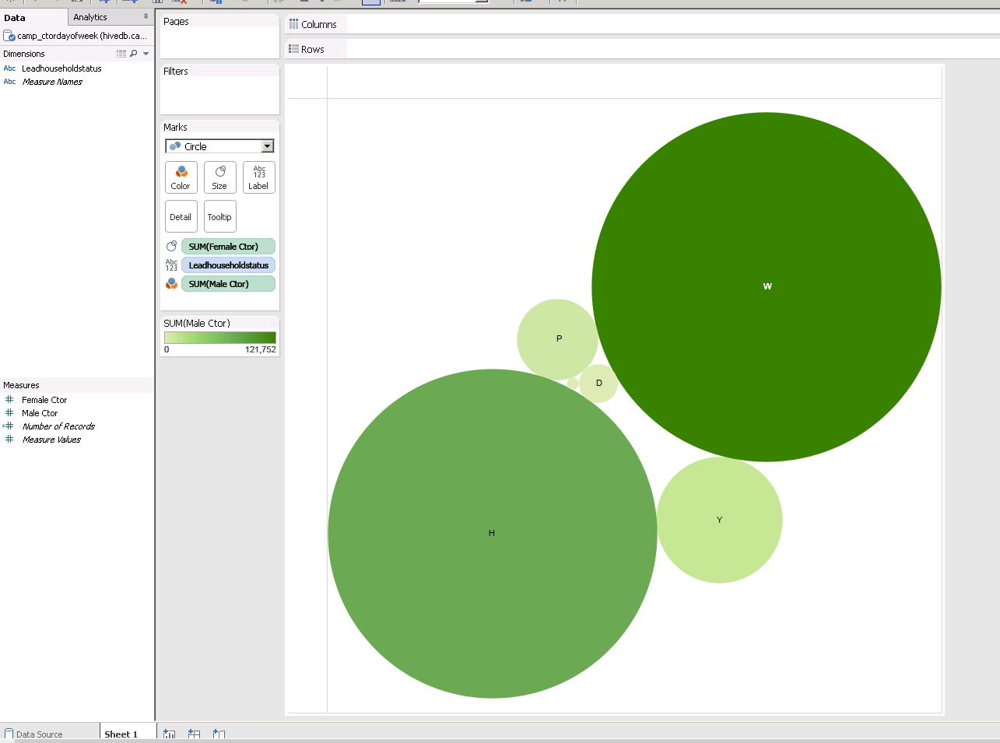 Data
Analytics
camp_ctordayofweek (hivedb.ca...
Dimensions
Abc Leadhouseholdstatus
Abc Measure Names
Measures
Female Ctor
Male Ctor
Number of Records
Measure Values
Pages
Filters
Marks
Circle
Color
Size
Abc
123
Label
Detail
Tooltip
SUM(Female Ctor)
Abc
123
Leadhouseholdstatus
SUM(Male Ctor)
SUM(Male Ctor)
0 121,752
Columns
Rows
W
P
D
H
Y
Data Source
Sheet 1